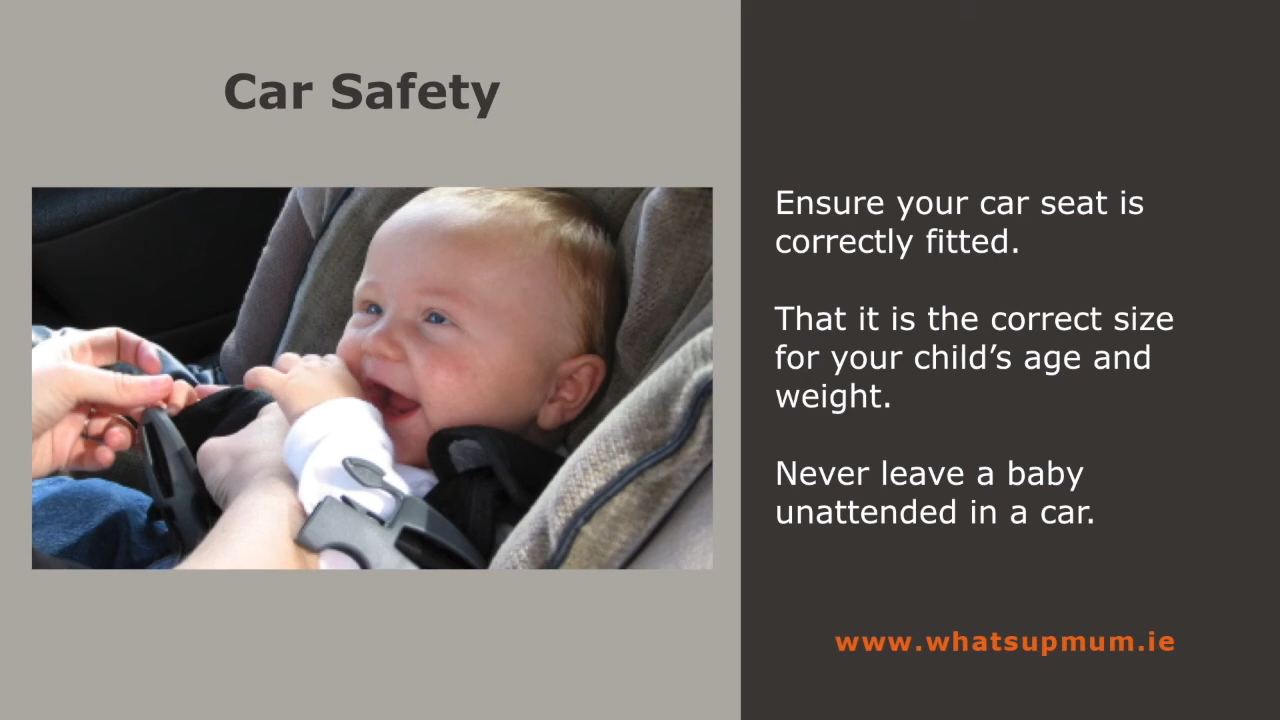 Car Safety
Ensure your car seat is
correctly fitted.
That it is the correct size
for your child’s age and
weight.
Never leave a baby
unattended in a car.
www.whatsupmum.ie